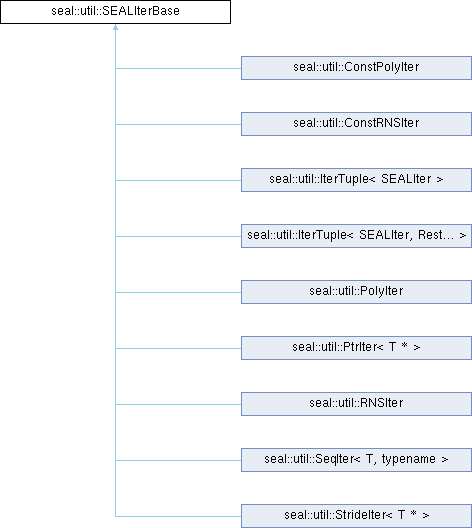 seal::util::SEALIterBase
seal::util::ConstPolyIter
seal::util::ConstRNSIter
seal::util::IterTuple< SEALIter >
seal::util::IterTuple< SEALIter, Rest... >
seal::util::PolyIter
seal::util::PtrIter< T * >
seal::util::RNSIter
seal::util::SeqIter< T, typename >
seal::util::StrideIter< T * >